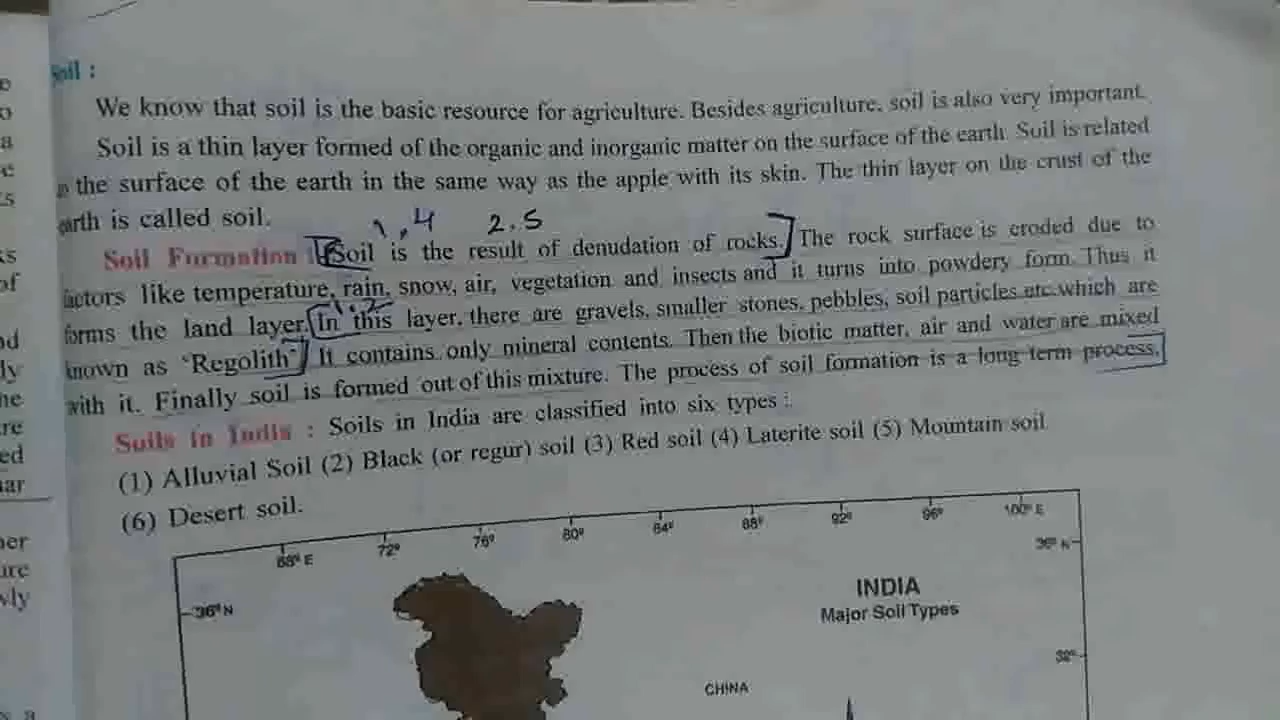 Soil :
We know that soil is the basic resource for agriculture. Besides agriculture, soil is also very important.
Soil is a thin layer formed of the organic and inorganic matter on the surface of the earth. Soil is related
the surface of the earth in the same way as the apple with its skin. The thin layer on the crust of the
earth is called soil.
1, 4 2.5
Soil Formation : Soil is the result of denudation of rocks. The rock surface is eroded due to
factors like temperature, rain, snow, air, vegetation and insects and it turns into powdery form. Thus it
1.2
forms the land layer. In this layer, there are gravels, smaller stones, pebbles, soil particles etc. which are
known as 'Regolith'. It contains only mineral contents. Then the biotic matter, air and water are mixed
with it. Finally soil is formed out of this mixture. The process of soil formation is a long term process.
Soils in India : Soils in India are classified into six types :
(1) Alluvial Soil (2) Black (or regur) soil (3) Red soil (4) Laterite soil (5) Mountain soil
(6) Desert soil.
68° E 72° 76° 80° 84° 88° 92° 96° 100° E
36° N
36° N
INDIA
Major Soil Types
32°
CHINA